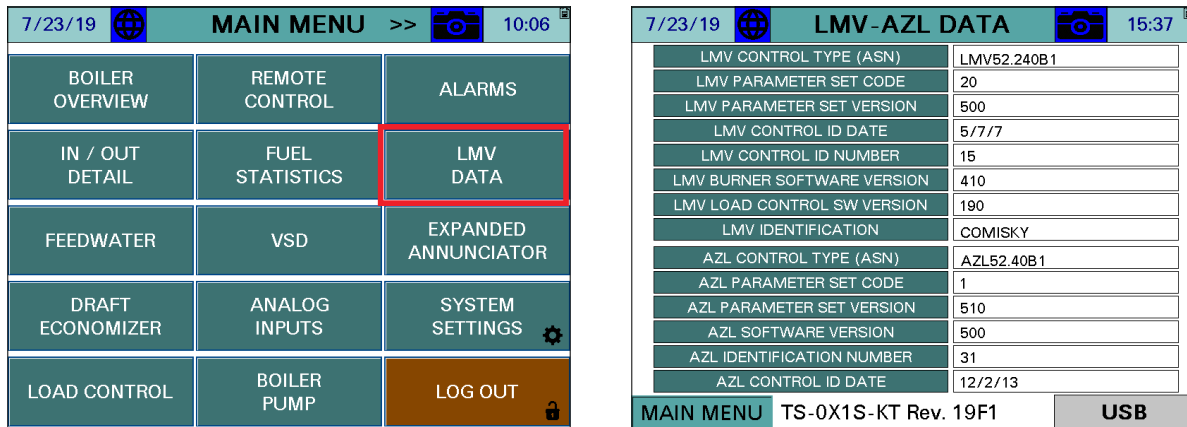 7/23/19 MAIN MENU >> 10:06
BOILER
OVERVIEW
REMOTE
CONTROL
ALARMS
IN / OUT
DETAIL
FUEL
STATISTICS
LMV
DATA
FEEDWATER
VSD
EXPANDED
ANNUNCIATOR
DRAFT
ECONOMIZER
ANALOG
INPUTS
SYSTEM
SETTINGS
LOAD CONTROL
BOILER
PUMP
LOG OUT
7/23/19 LMV-AZL DATA 15:37
LMV CONTROL TYPE (ASN) LMV52.240B1
LMV PARAMETER SET CODE 20
LMV PARAMETER SET VERSION 500
LMV CONTROL ID DATE 5/7/7
LMV CONTROL ID NUMBER 15
LMV BURNER SOFTWARE VERSION 410
LMV LOAD CONTROL SW VERSION 190
LMV IDENTIFICATION COMISKY
AZL CONTROL TYPE (ASN) AZL52.40B1
AZL PARAMETER SET CODE 1
AZL PARAMETER SET VERSION 510
AZL SOFTWARE VERSION 500
AZL IDENTIFICATION NUMBER 31
AZL CONTROL ID DATE 12/2/13
MAIN MENU TS-0X1S-KT Rev. 19F1 USB